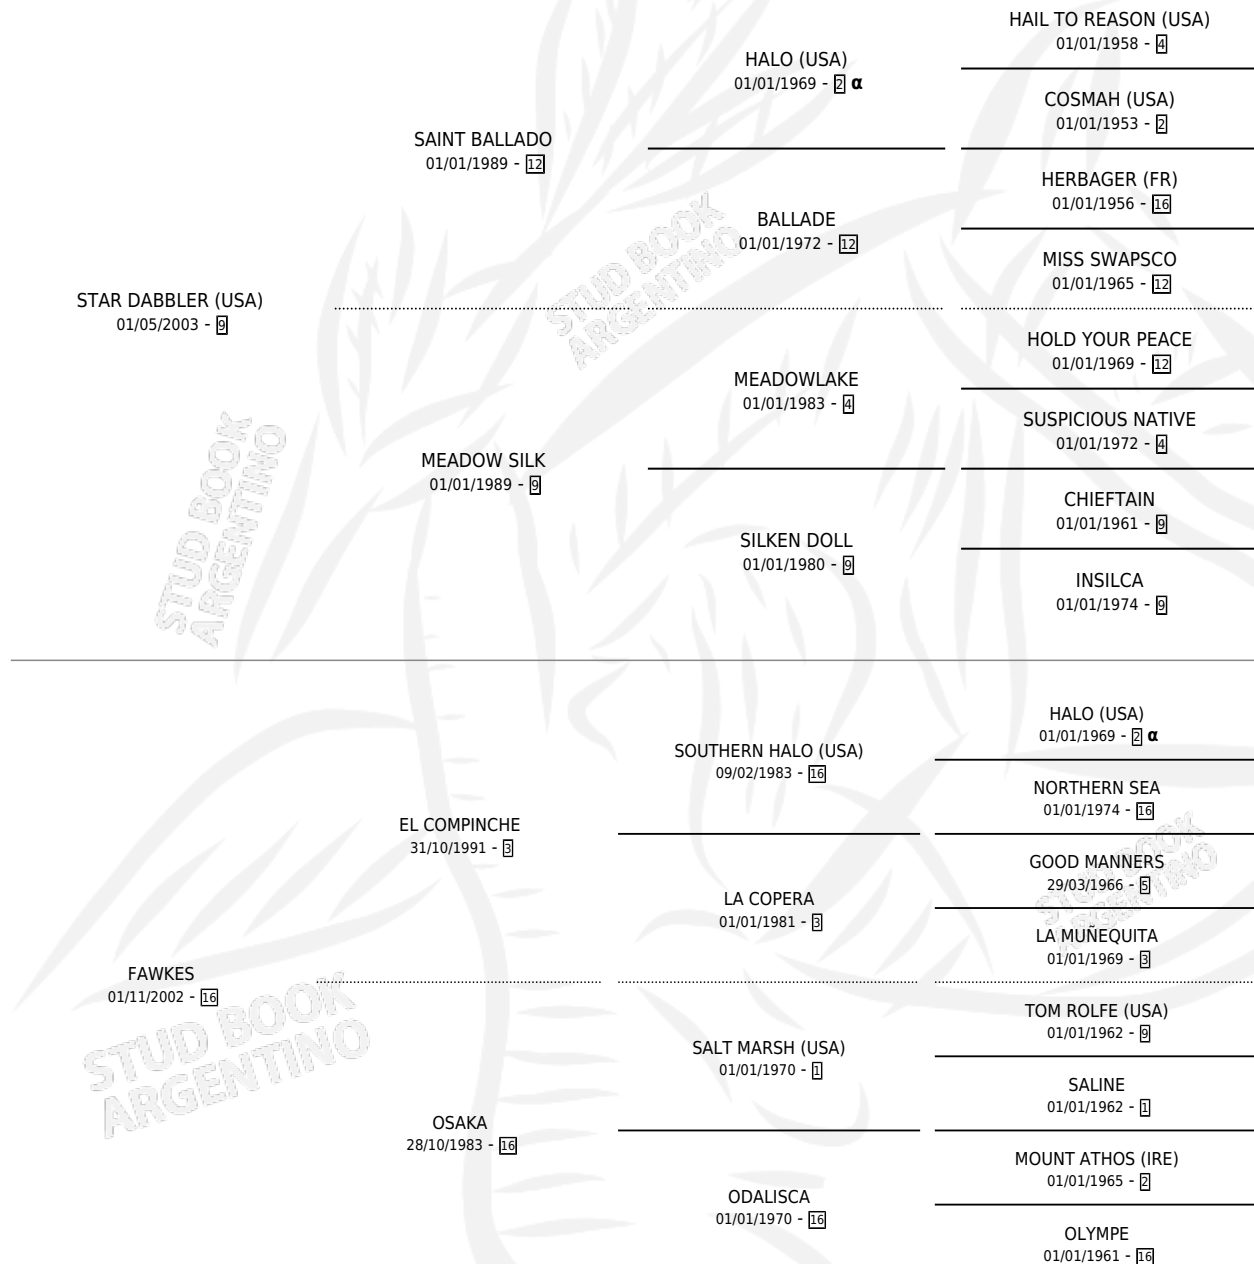 HAIL TO REASON (USA)
01/01/1958 - 4
HALO (USA)
01/01/1969 - 2 α
COSMAH (USA)
01/01/1953 - 2
SAINT BALLADO
01/01/1989 - 12
HERBAGER (FR)
01/01/1956 - 16
BALLADE
01/01/1972 - 12
MISS SWAPSCO
01/01/1965 - 12
STAR DABBLER (USA)
01/05/2003 - 9
HOLD YOUR PEACE
01/01/1969 - 12
MEADOWLAKE
01/01/1983 - 4
SUSPICIOUS NATIVE
01/01/1972 - 4
MEADOW SILK
01/01/1989 - 9
CHIEFTAIN
01/01/1961 - 9
SILKEN DOLL
01/01/1980 - 9
INSILCA
01/01/1974 - 9
HALO (USA)
01/01/1969 - 2 α
SOUTHERN HALO (USA)
09/02/1983 - 16
NORTHERN SEA
01/01/1974 - 16
EL COMPINCHE
31/10/1991 - 3
GOOD MANNERS
29/03/1966 - 5
LA COPERA
01/01/1981 - 3
LA MUÑEQUITA
01/01/1969 - 3
FAWKES
01/11/2002 - 16
TOM ROLFE (USA)
01/01/1962 - 9
SALT MARSH (USA)
01/01/1970 - 1
SALINE
01/01/1962 - 1
OSAKA
28/10/1983 - 16
MOUNT ATHOS (IRE)
01/01/1965 - 2
ODALISCA
01/01/1970 - 16
OLYMPE
01/01/1961 - 16
STUD BOOK
ARGENTINO
STUD BOOK
ARGENTINO
STUD BOOK
ARGENTINO
STUD BOOK
ARGENTINO